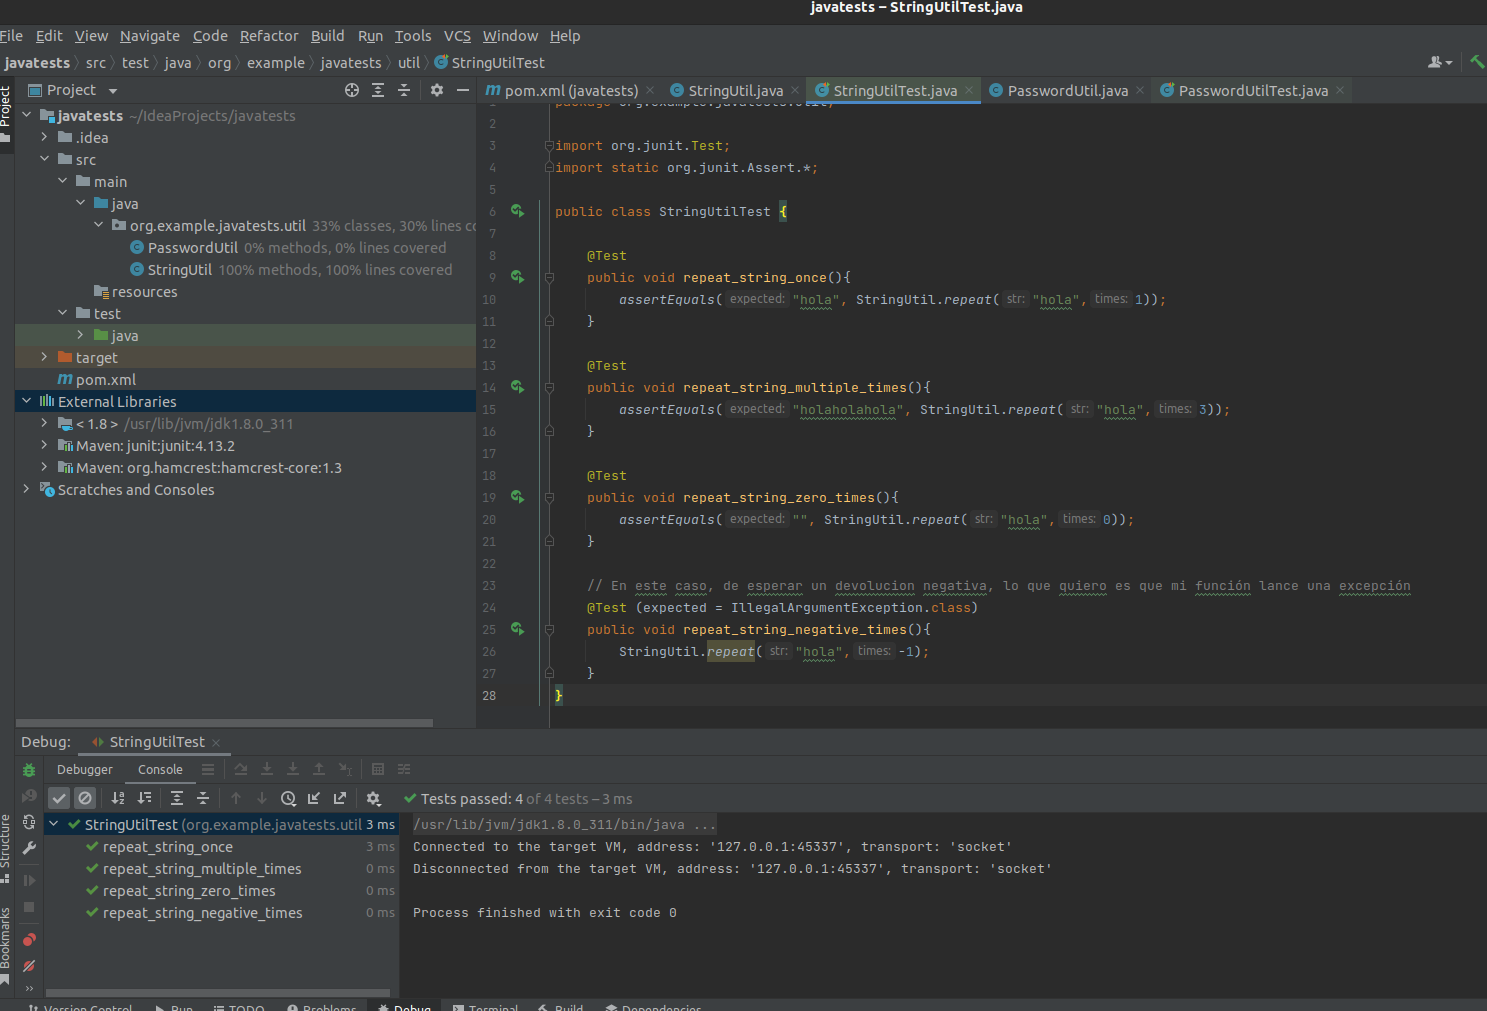 javatests – StringUtilTest.java
File Edit View Navigate Code Refactor Build Run Tools VCS Window Help
javatests src test java org example javatests util StringUtilTest
Project
Project
pom.xml (javatests) StringUtil.java StringUtilTest.java PasswordUtil.java PasswordUtilTest.java
javatests ~/IdeaProjects/javatests
.idea
src
main
java
org.example.javatests.util 33% classes, 30% lines co
PasswordUtil 0% methods, 0% lines covered
StringUtil 100% methods, 100% lines covered
resources
test
java
target
pom.xml
External Libraries
< 1.8 > /usr/lib/jvm/jdk1.8.0_311
Maven: junit:junit:4.13.2
Maven: org.hamcrest:hamcrest-core:1.3
Scratches and Consoles
1 package org.example.javatests.util;
2
3 import org.junit.Test;
4 import static org.junit.Assert.*;
5
6 public class StringUtilTest {
7
8 @Test
9 public void repeat_string_once(){
10 assertEquals( expected: "hola", StringUtil.repeat( str: "hola", times: 1));
11 }
12
13 @Test
14 public void repeat_string_multiple_times(){
15 assertEquals( expected: "holaholahola", StringUtil.repeat( str: "hola", times: 3));
16 }
17
18 @Test
19 public void repeat_string_zero_times(){
20 assertEquals( expected: "", StringUtil.repeat( str: "hola", times: 0));
21 }
22
23 // En este caso, de esperar un devolucion negativa, lo que quiero es que mi función lance una excepción
24 @Test (expected = IllegalArgumentException.class)
25 public void repeat_string_negative_times(){
26 StringUtil.repeat( str: "hola", times: -1);
27 }
28 }
Debug: StringUtilTest
Debugger Console
Tests passed: 4 of 4 tests – 3 ms
StringUtilTest (org.example.javatests.util 3 ms
repeat_string_once 3 ms
repeat_string_multiple_times 0 ms
repeat_string_zero_times 0 ms
repeat_string_negative_times 0 ms
/usr/lib/jvm/jdk1.8.0_311/bin/java ...
Connected to the target VM, address: '127.0.0.1:45337', transport: 'socket'
Disconnected from the target VM, address: '127.0.0.1:45337', transport: 'socket'
Process finished with exit code 0
Structure
Bookmarks
Version Control Run TODO Problems Debug Terminal Build Dependencies